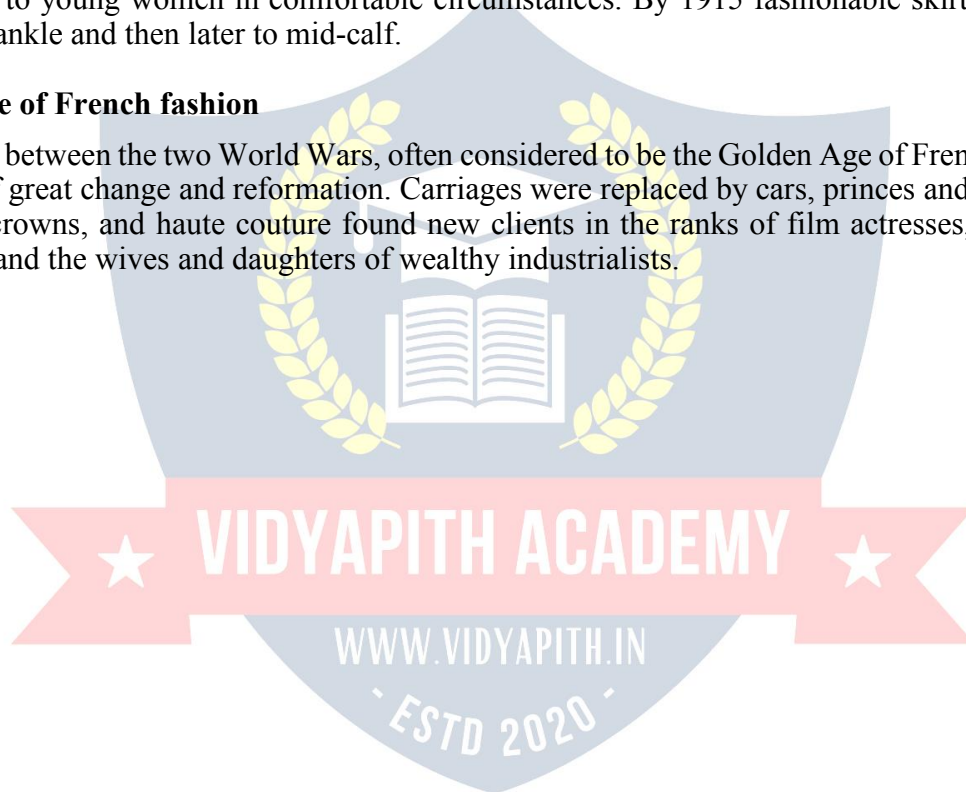 to young women in comfortable circumstances. By 1915 fashionable skirt
ankle and then later to mid-calf.
e of French fashion
between the two World Wars, often considered to be the Golden Age of Fren
f great change and reformation. Carriages were replaced by cars, princes and
crowns, and haute couture found new clients in the ranks of film actresses,
and the wives and daughters of wealthy industrialists.
VIDYAPITH ACADEMY
WWW.VIDYAPITH.IN
- ESTD 2020 -